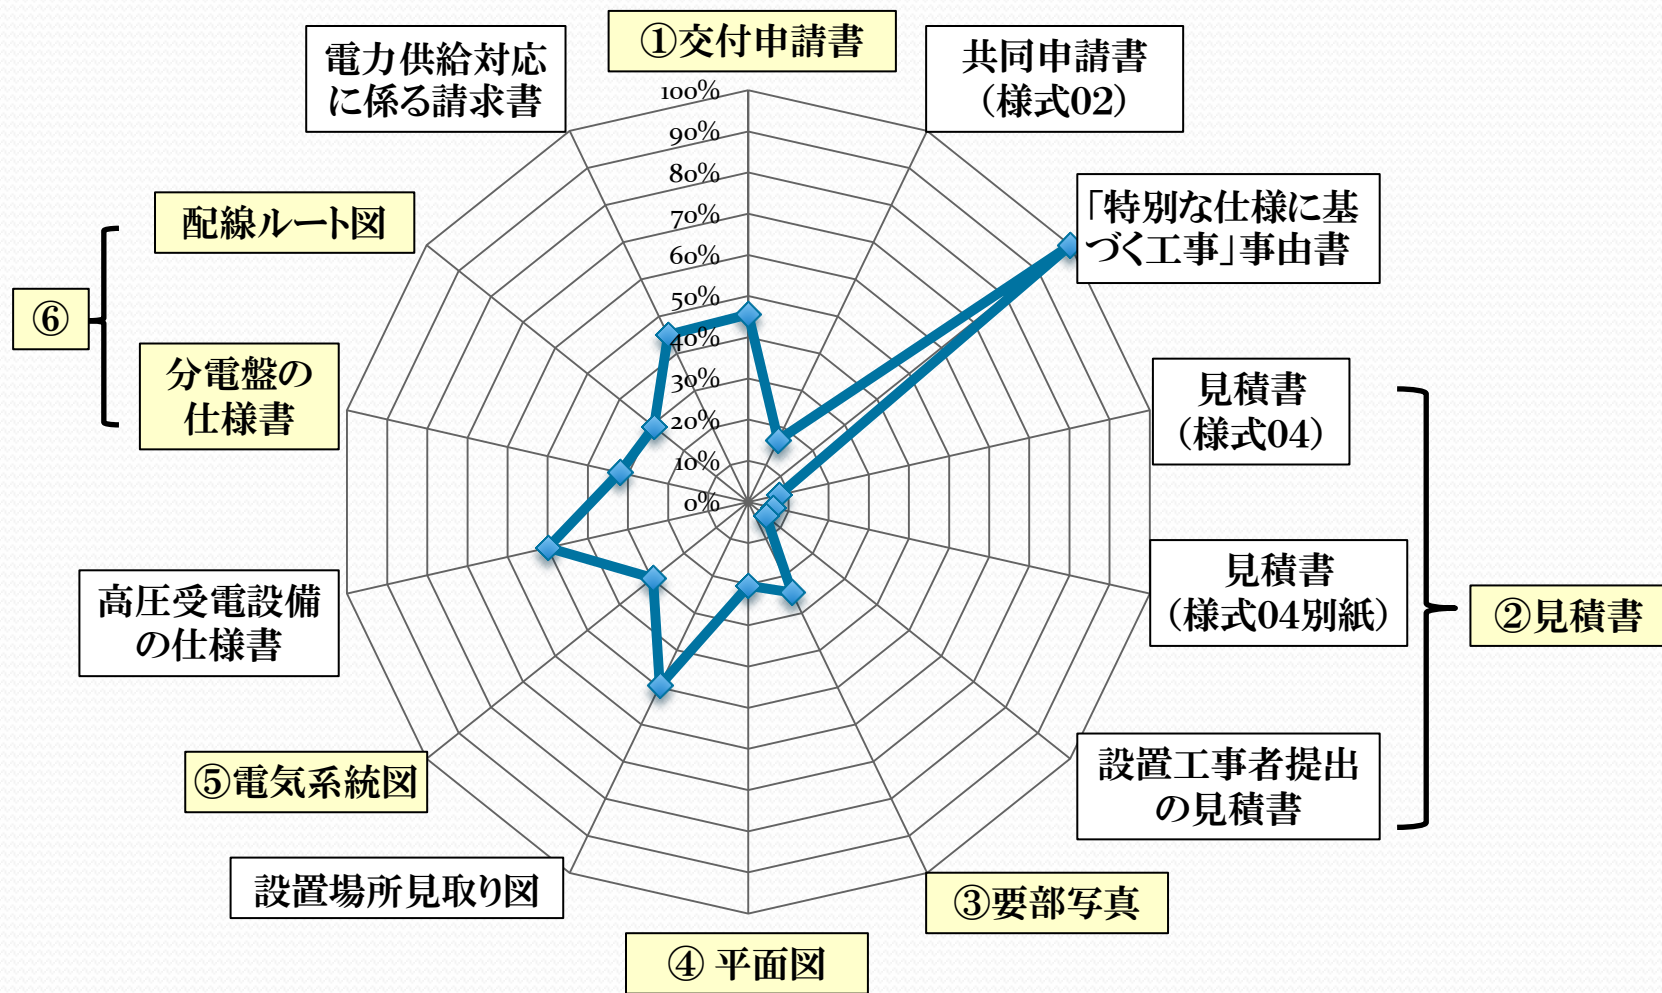 ①交付申請書
共同申請書
（様式02）
「特別な仕様に基
づく工事」事由書
見積書
（様式04）
見積書
（様式04別紙）
②見積書
設置工事者提出
の見積書
③要部写真
④ 平面図
設置場所見取り図
⑤電気系統図
高圧受電設備
の仕様書
分電盤の
仕様書
⑥
配線ルート図
電力供給対応
に係る請求書
100%
90%
80%
70%
60%
50%
40%
30%
20%
10%
0%